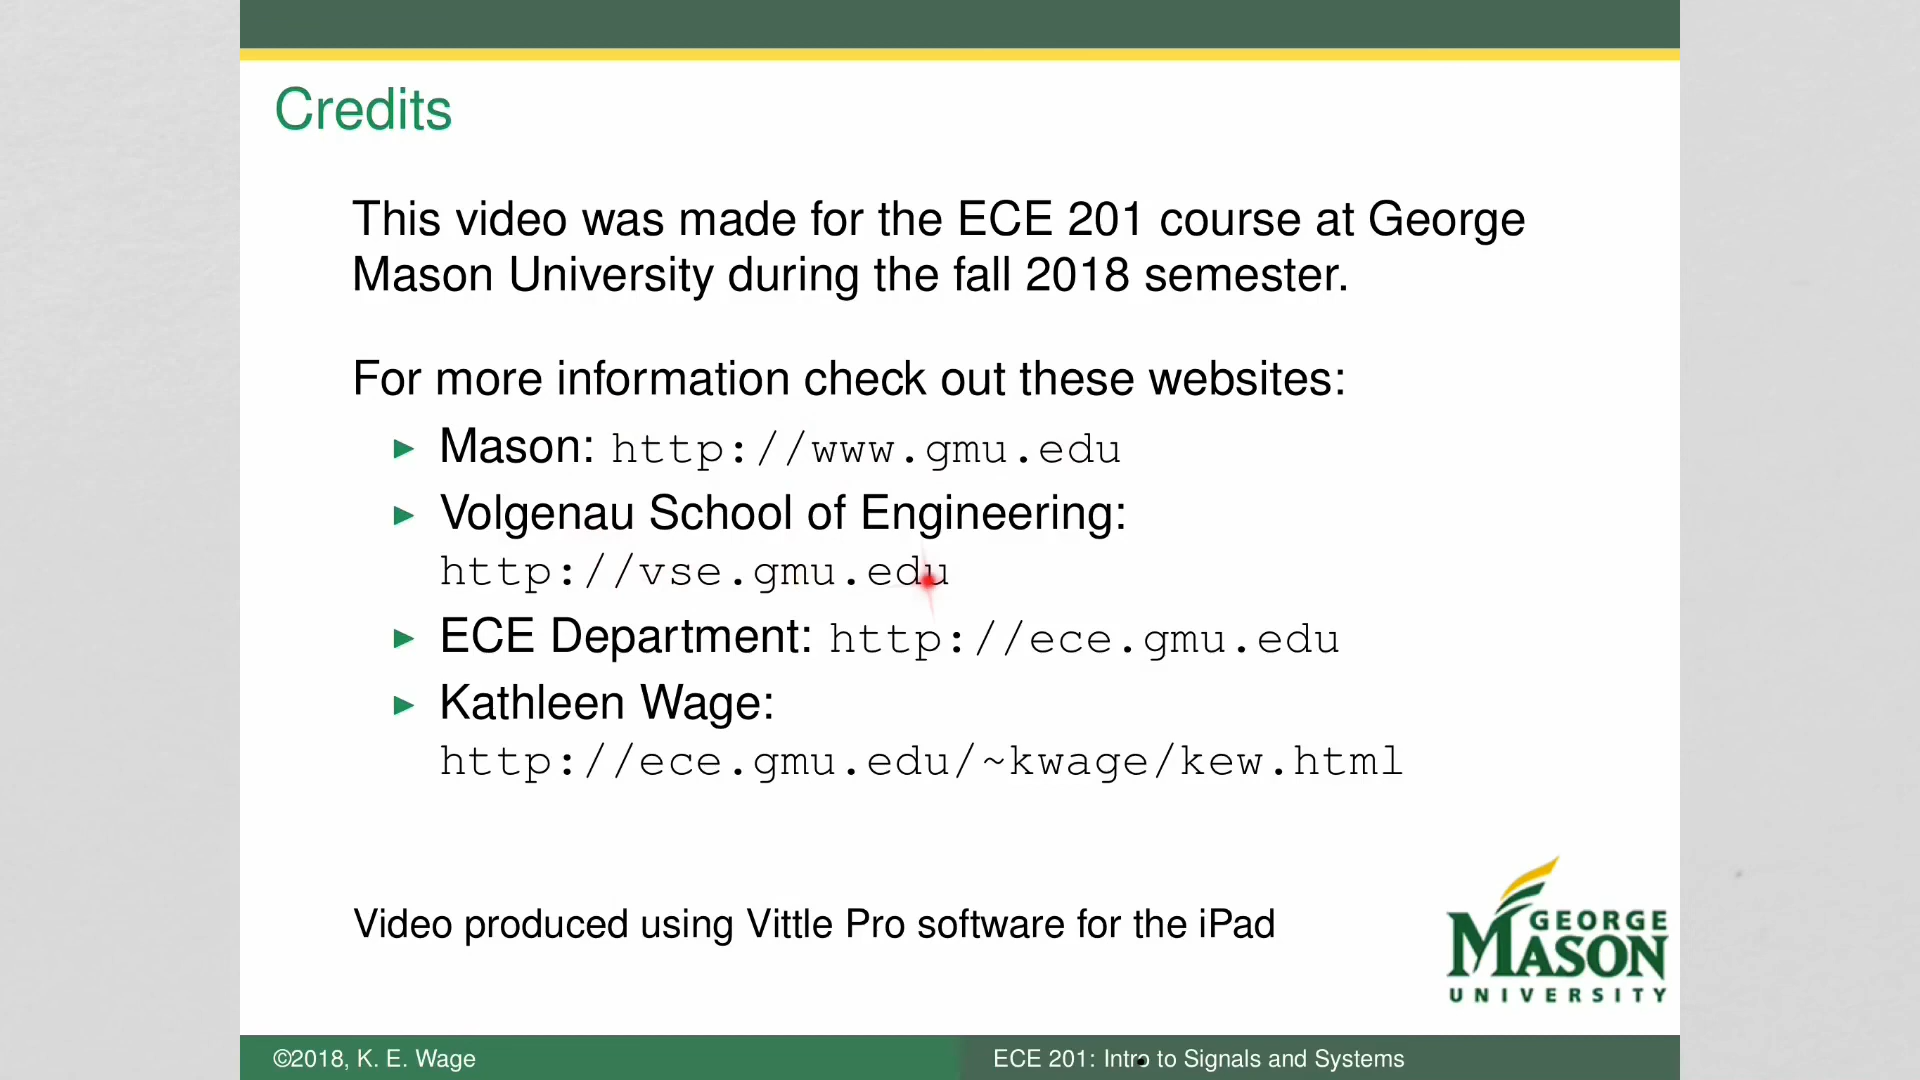 Credits
This video was made for the ECE 201 course at George
Mason University during the fall 2018 semester.
For more information check out these websites:
▶ Mason: http://www.gmu.edu
▶ Volgenau School of Engineering:
http://vse.gmu.edu
▶ ECE Department: http://ece.gmu.edu
▶ Kathleen Wage:
http://ece.gmu.edu/~kwage/kew.html
Video produced using Vittle Pro software for the iPad
GEORGE
MASON
UNIVERSITY
©2018, K. E. Wage
ECE 201: Intro to Signals and Systems